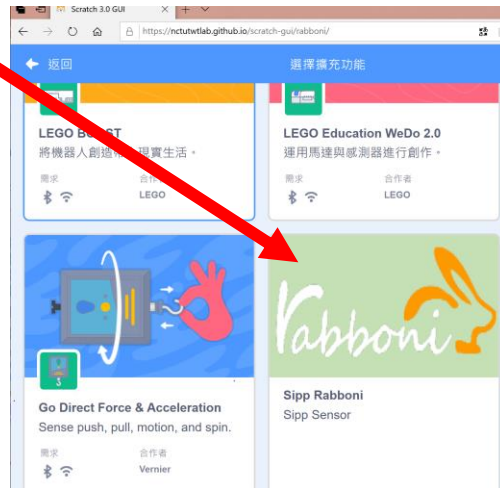 Scratch 3.0 GUI
https://nctutwtlab.github.io/scratch-gui/rabboni/
返回
選擇擴充功能
LEGO B ST
將機器人創造 現實生活。
需求
合作者
LEGO
LEGO Education WeDo 2.0
運用馬達與感測器進行創作。
需求
合作者
LEGO
Go Direct Force & Acceleration
Sense push, pull, motion, and spin.
需求
合作者
Vernier
rabboni
Sipp Rabboni
Sipp Sensor